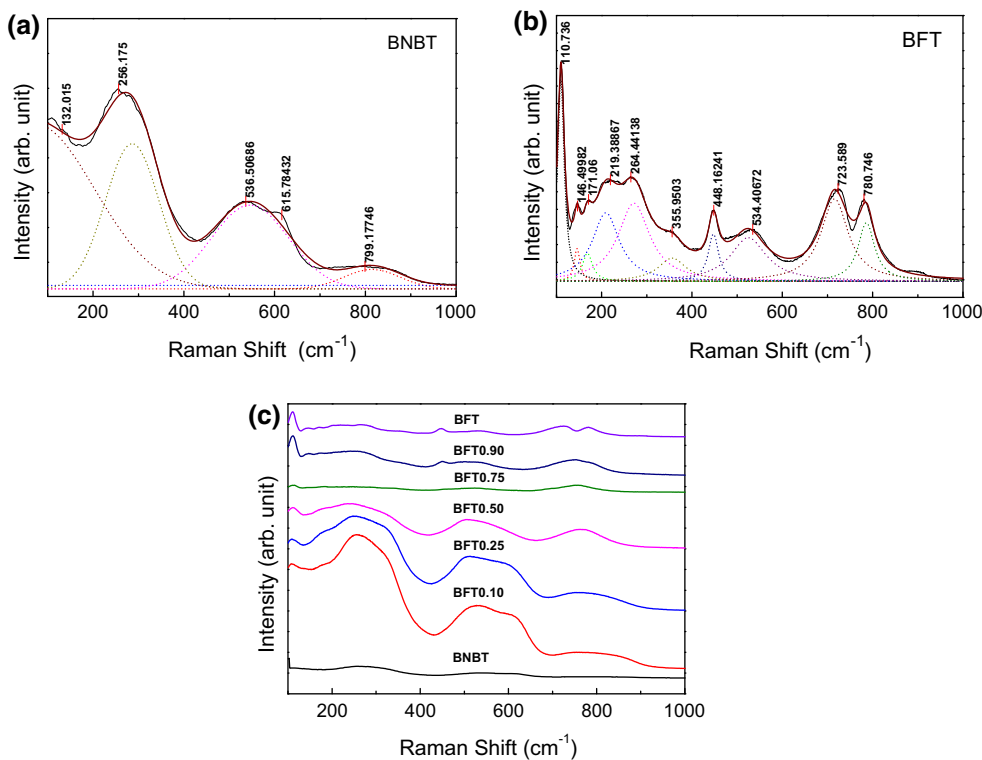 (a)
BNBT
132.015
256.175
536.50686
615.78432
799.17746
Intensity (arb. unit)
200 400 600 800 1000
Raman Shift (cm-1)
(b)
BFT
110.736
146.49982
171.06
219.38867
264.44138
355.9503
448.16241
534.40672
723.589
780.746
Intensity (arb. unit)
200 400 600 800 1000
Raman Shift (cm-1)
(c)
BFT
BFT0.90
BFT0.75
BFT0.50
BFT0.25
BFT0.10
BNBT
Intensity (arb. unit)
200 400 600 800 1000
Raman Shift (cm-1)